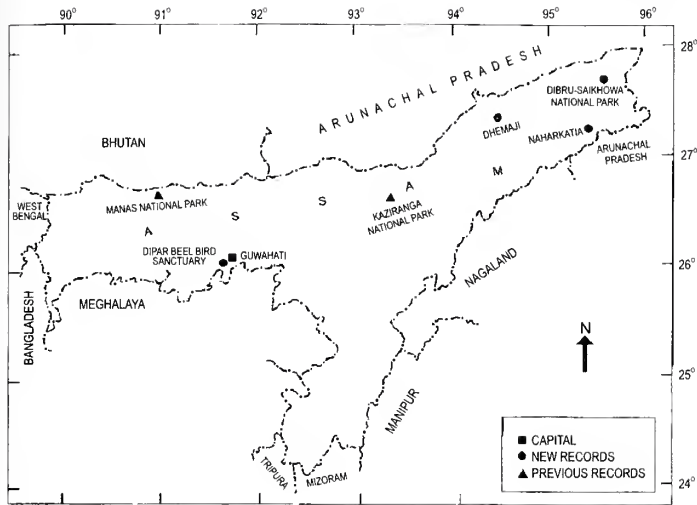 90° 91° 92° 93° 94° 95° 96°
28°
ARUNACHAL PRADESH
DIBRU-SAIKHOWA
NATIONAL PARK
DHEMAJI
NAHARKATIA
BHUTAN
ARUNACHAL
PRADESH
27°
WEST
BENGAL
MANAS NATIONAL PARK
KAZIRANGA
NATIONAL PARK
A S S A M
DIPAR BEEL BIRD
SANCTUARY
GUWAHATI
26°
NAGALAND
MEGHALAYA
BANGLADESH
N
25°
MANIPUR
CAPITAL
NEW RECORDS
PREVIOUS RECORDS
TRIPURA
MIZORAM
24°